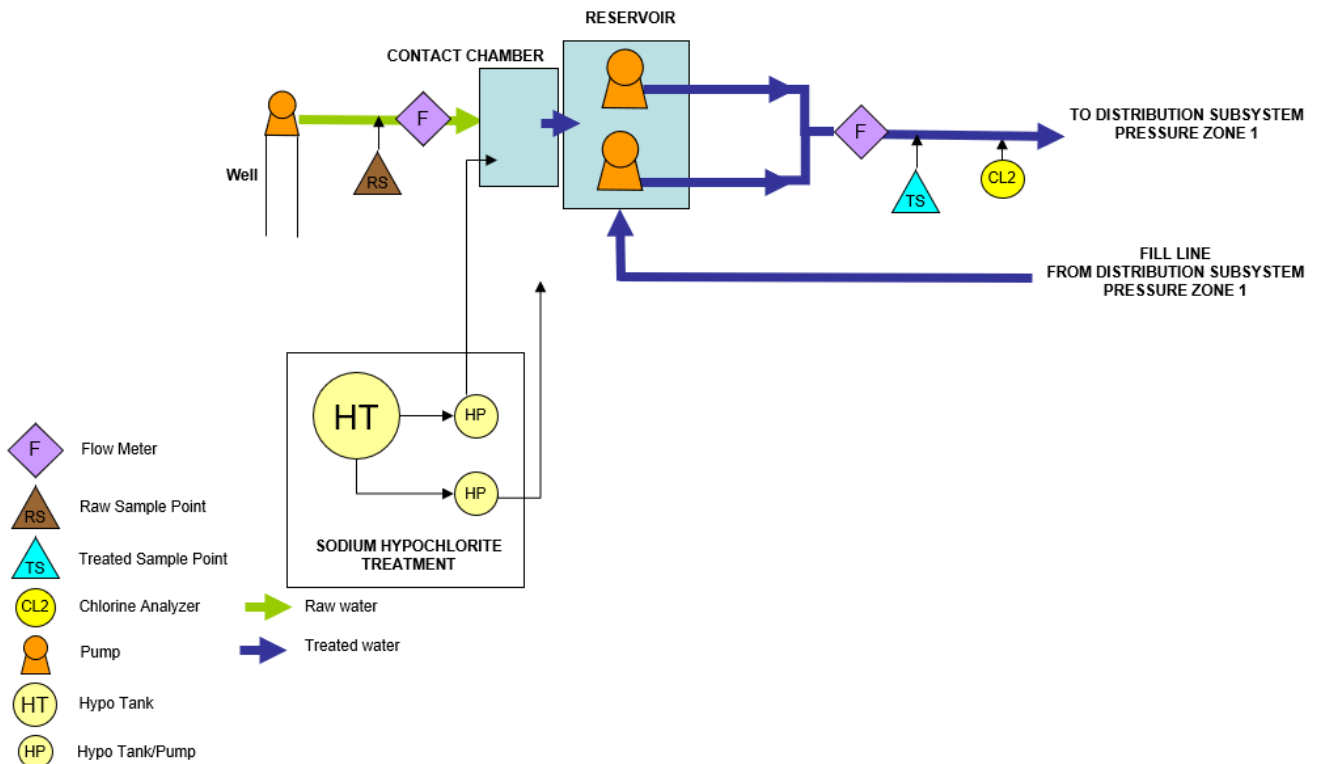 RESERVOIR
CONTACT CHAMBER
F
RS
Well
F
TS
CL2
TO DISTRIBUTION SUBSYSTEM
PRESSURE ZONE 1
FILL LINE
FROM DISTRIBUTION SUBSYSTEM
PRESSURE ZONE 1
HT
HP
HP
SODIUM HYPOCHLORITE
TREATMENT
F Flow Meter
RS Raw Sample Point
TS Treated Sample Point
CL2 Chlorine Analyzer
Pump
HT Hypo Tank
HP Hypo Tank/Pump
Raw water
Treated water